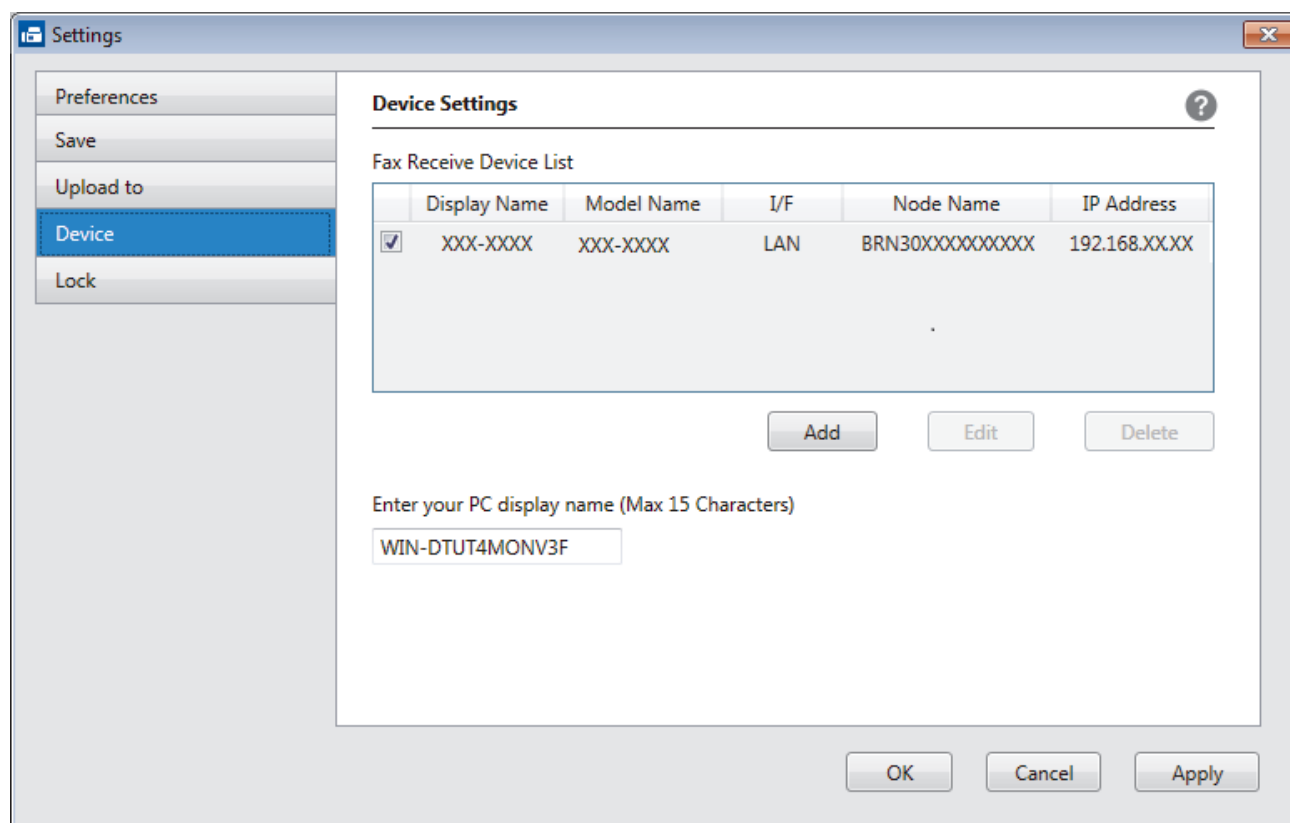 Settings
Preferences
Save
Upload to
Device
Lock
Device Settings
?
Fax Receive Device List
Display Name Model Name I/F Node Name IP Address
XXX-XXXX XXX-XXXX LAN BRN30XXXXXXXXXX 192.168.XX.XX
Add Edit Delete
Enter your PC display name (Max 15 Characters)
WIN-DTUT4MONV3F
OK Cancel Apply